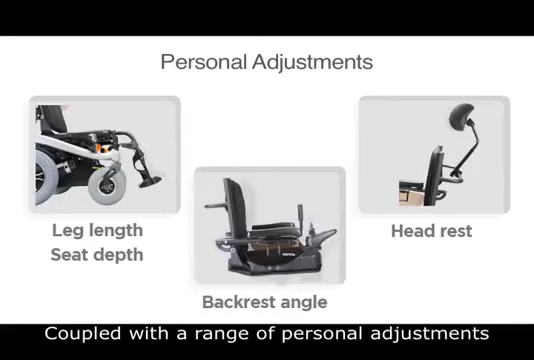 Personal Adjustments
Leg length
Seat depth
Head rest
Backrest angle
Coupled with a range of personal adjustments